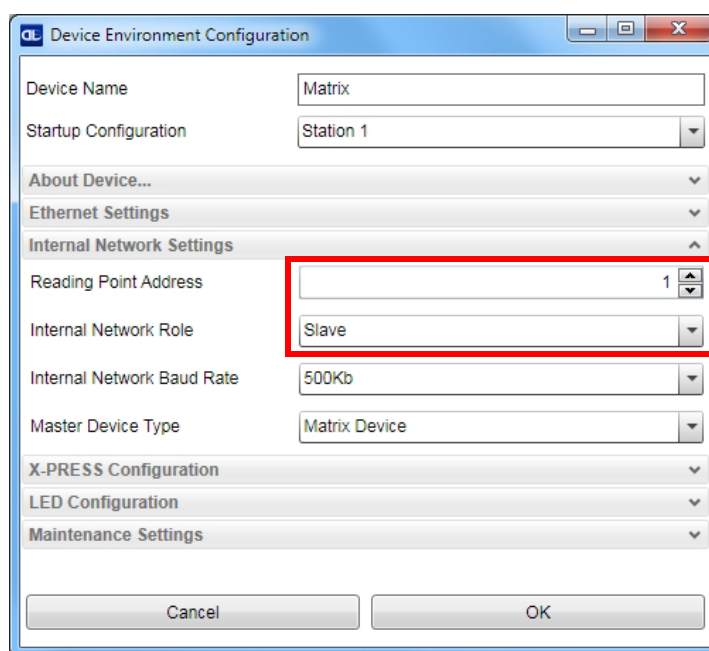 Device Environment Configuration
Device Name Matrix
Startup Configuration Station 1
About Device...
Ethernet Settings
Internal Network Settings
Reading Point Address 1
Internal Network Role Slave
Internal Network Baud Rate 500Kb
Master Device Type Matrix Device
X-PRESS Configuration
LED Configuration
Maintenance Settings
Cancel OK